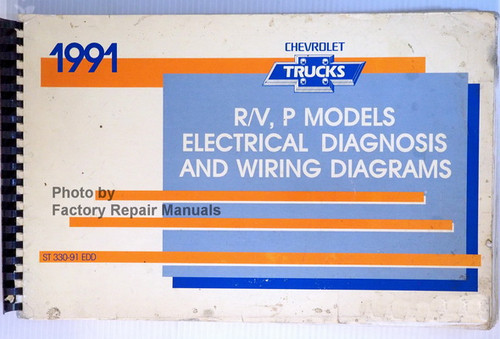 1991
CHEVROLET
TRUCKS
R/V, P MODELS
ELECTRICAL DIAGNOSIS
AND WIRING DIAGRAMS
Photo by
Factory Repair Manuals
ST 330-91 EDD